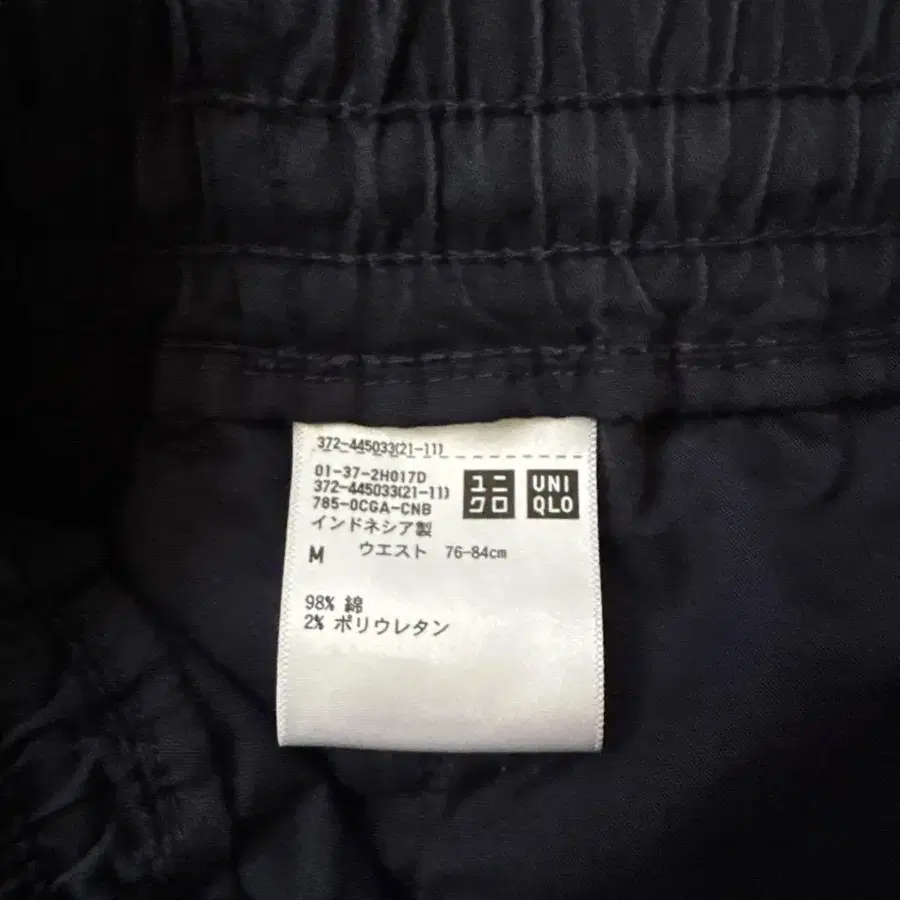 372-445033(21-11)
01-37-2H017D
372-445033(21-11)
785-0CGA-CNB
ユニ
クロ
UNI
QLO
インドネシア製
M ウエスト 76-84cm
98% 綿
2% ポリウレタン